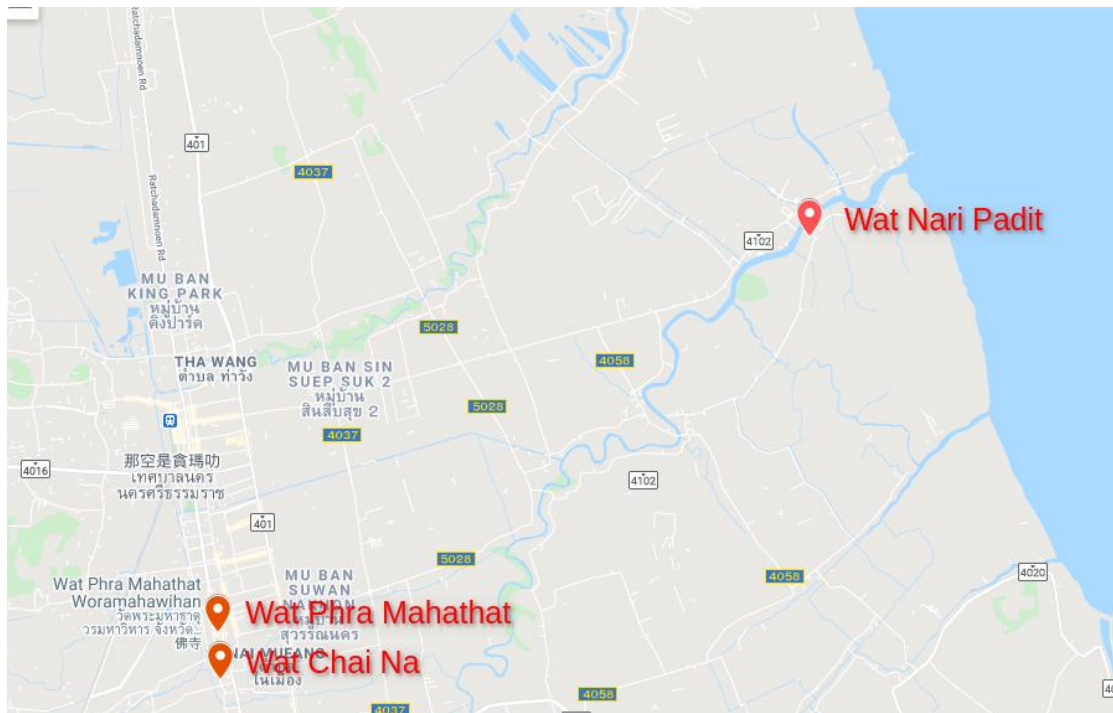 Ratchadamnoen Rd
401
4037
Ratchadamnoen Rd
Wat Nari Padit
4102
MU BAN
KING PARK
หมู่บ้าน
คิงปาร์ค
5028
THA WANG
ตำบล ท่าวัง
MU BAN SIN
SUEP SUK 2
หมู่บ้าน
สินสืบสุข 2
4058
5028
4037
4016
那空是貪瑪叻
เทศบาลนคร
นครศรีธรรมราช
4102
401
5028
Wat Phra Mahathat
Woramahawihan
วัดพระมหาธาตุ
วรมหาวิหาร จังหวัด...
佛寺
MU BAN
SUWAN
หมู่บ้าน
สุวรรณนคร
Wat Phra Mahathat
4058
4020
NAI MUEANG
ในเมือง
Wat Chai Na
4058
4037